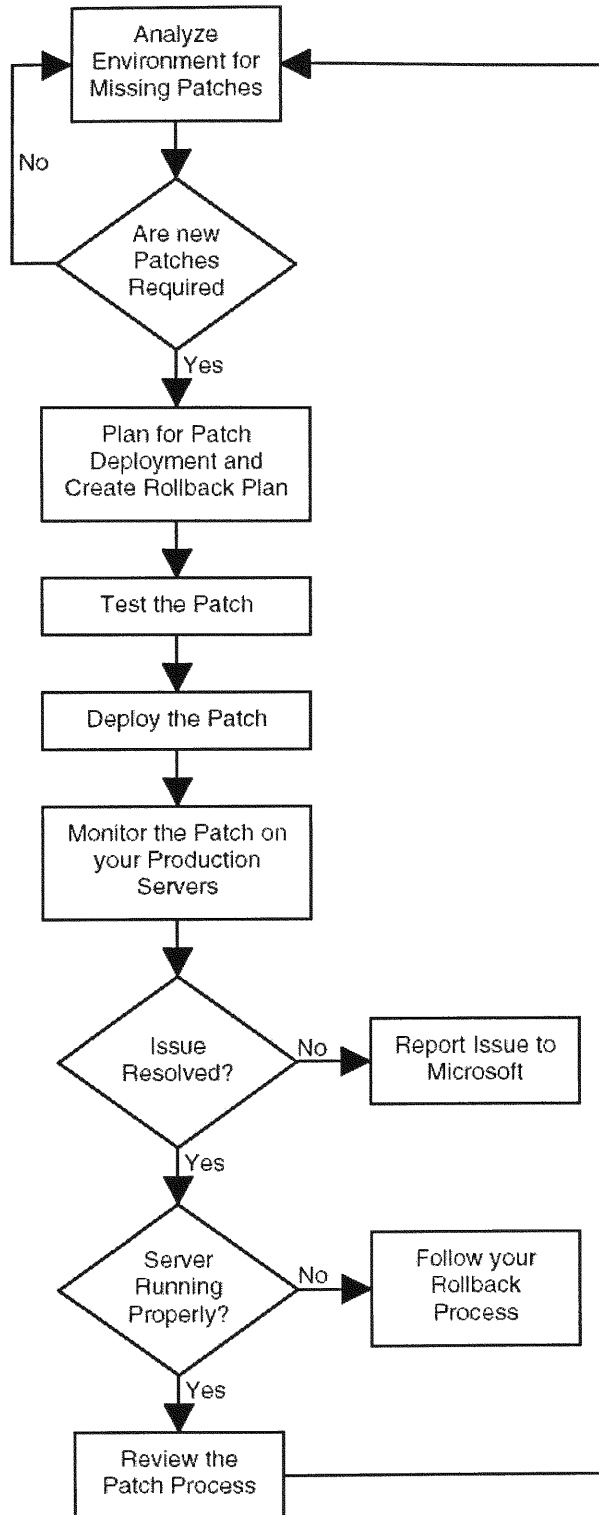 Analyze
Environment for
Missing Patches
No
Are new
Patches
Required
Yes
Plan for Patch
Deployment and
Create Rollback Plan
Test the Patch
Deploy the Patch
Monitor the Patch on
your Production
Servers
Issue
Resolved?
No
Report Issue to
Microsoft
Yes
Server
Running
Properly?
No
Follow your
Rollback
Process
Yes
Review the
Patch Process